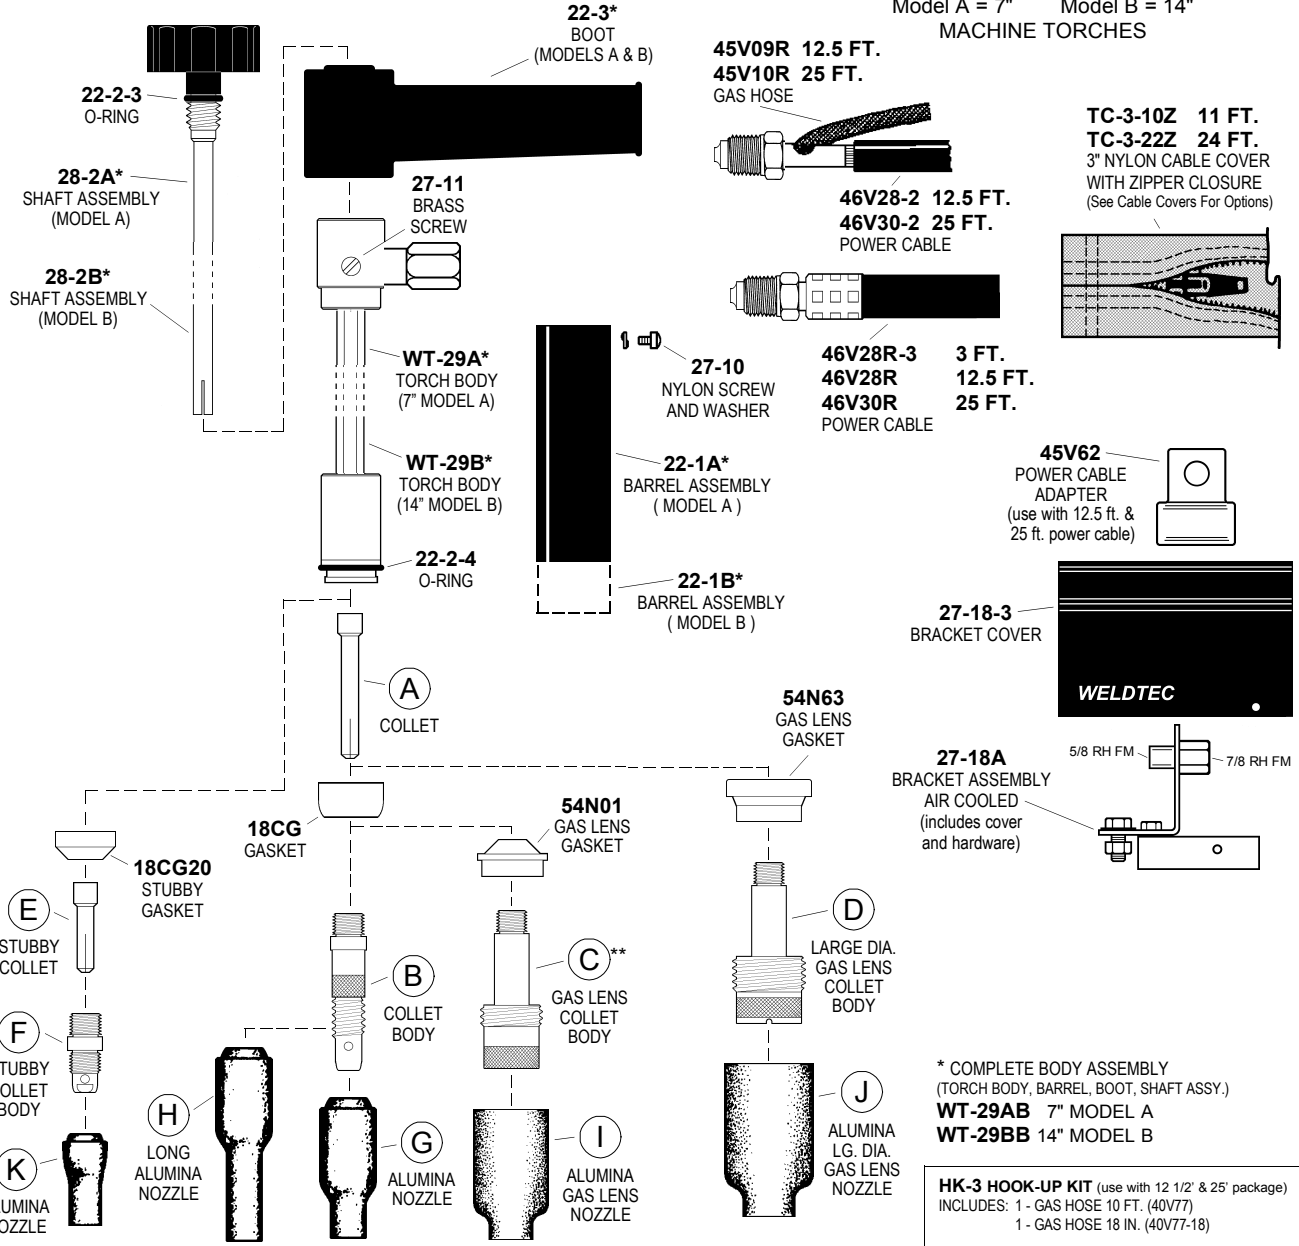 Model A = 7" Model B = 14"
MACHINE TORCHES
22-3*
BOOT
(MODELS A & B)
22-2-3
O-RING
28-2A*
SHAFT ASSEMBLY
(MODEL A)
28-2B*
SHAFT ASSEMBLY
(MODEL B)
27-11
BRASS
SCREW
WT-29A*
TORCH BODY
(7" MODEL A)
WT-29B*
TORCH BODY
(14" MODEL B)
22-2-4
O-RING
45V09R 12.5 FT.
45V10R 25 FT.
GAS HOSE
46V28-2 12.5 FT.
46V30-2 25 FT.
POWER CABLE
46V28R-3 3 FT.
46V28R 12.5 FT.
46V30R 25 FT.
POWER CABLE
TC-3-10Z 11 FT.
TC-3-22Z 24 FT.
3" NYLON CABLE COVER
WITH ZIPPER CLOSURE
(See Cable Covers For Options)
27-10
NYLON SCREW
AND WASHER
22-1A*
BARREL ASSEMBLY
( MODEL A )
22-1B*
BARREL ASSEMBLY
( MODEL B )
45V62
POWER CABLE
ADAPTER
(use with 12.5 ft. &
25 ft. power cable)
27-18-3
BRACKET COVER
WELDTEC
27-18A
BRACKET ASSEMBLY
AIR COOLED
(includes cover
and hardware)
5/8 RH FM
7/8 RH FM
A
COLLET
54N63
GAS LENS
GASKET
18CG
GASKET
54N01
GAS LENS
GASKET
18CG20
STUBBY
GASKET
E
STUBBY
COLLET
F
TUBBY
OLLET
BODY
K
UMINA
OZZLE
B
COLLET
BODY
C**
GAS LENS
COLLET
BODY
D
LARGE DIA.
GAS LENS
COLLET
BODY
H
LONG
ALUMINA
NOZZLE
G
ALUMINA
NOZZLE
I
ALUMINA
GAS LENS
NOZZLE
J
ALUMINA
LG. DIA.
GAS LENS
NOZZLE
* COMPLETE BODY ASSEMBLY
(TORCH BODY, BARREL, BOOT, SHAFT ASSY.)
WT-29AB 7" MODEL A
WT-29BB 14" MODEL B
HK-3 HOOK-UP KIT (use with 12 1/2' & 25' package)
INCLUDES: 1 - GAS HOSE 10 FT. (40V77)
1 - GAS HOSE 18 IN. (40V77-18)